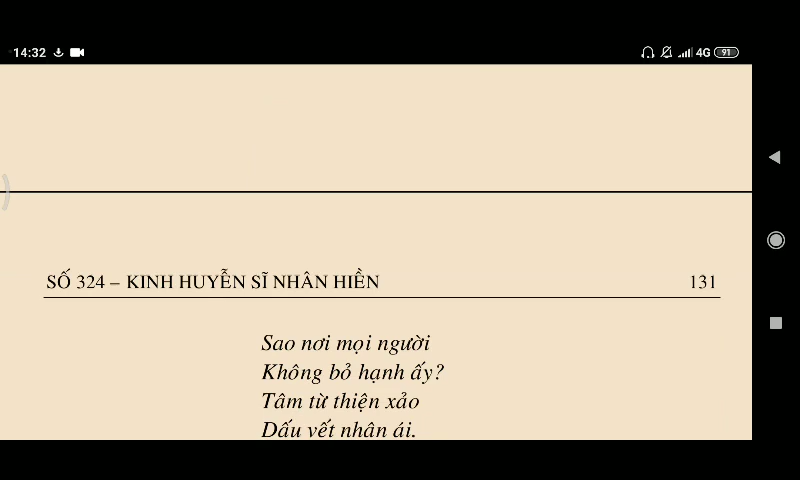 14:32
4G
91
SỐ 324 – KINH HUYỄN SĨ NHÂN HIỀN 131
Sao nơi mọi người
Không bỏ hạnh ấy?
Tâm từ thiện xảo
Dấu vết nhân ái.